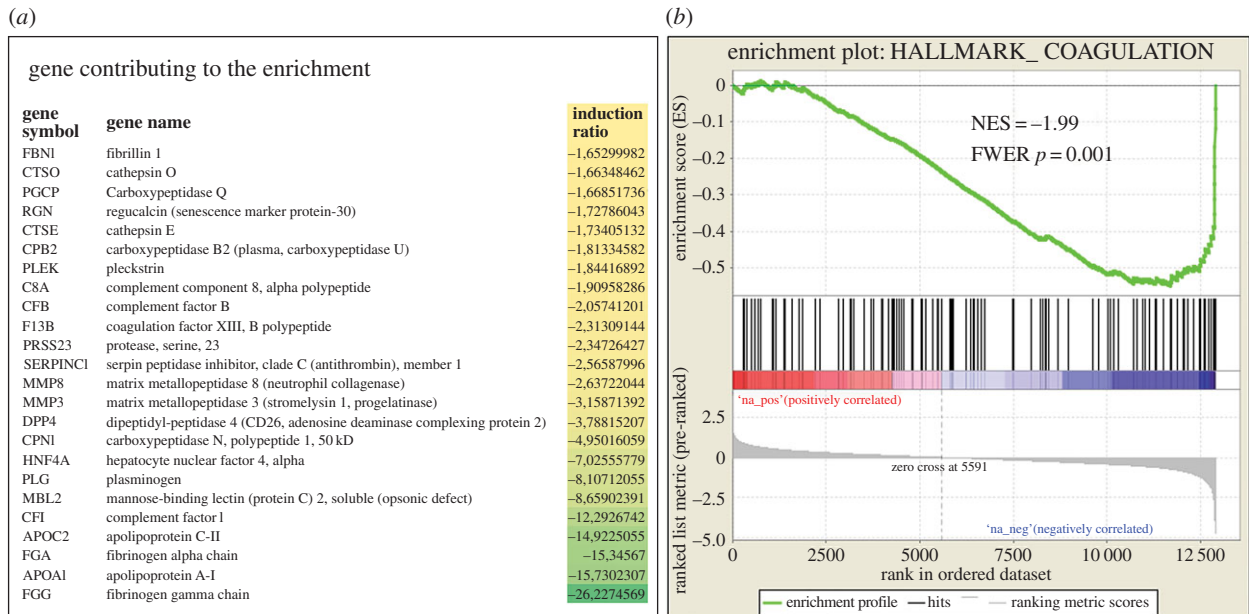 (a)
gene contributing to the enrichment
gene symbol gene name induction ratio
FBN1 fibrillin 1 –1,65299982
CTSO cathepsin O –1,66348462
PGCP Carboxypeptidase Q –1,66851736
RGN regucalcin (senescence marker protein-30) –1,72786043
CTSE cathepsin E –1,73405132
CPB2 carboxypeptidase B2 (plasma, carboxypeptidase U) –1,81334582
PLEK pleckstrin –1,84416892
C8A complement component 8, alpha polypeptide –1,90958286
CFB complement factor B –2,05741201
F13B coagulation factor XIII, B polypeptide –2,31309144
PRSS23 protease, serine, 23 –2,34726427
SERPINC1 serpin peptidase inhibitor, clade C (antithrombin), member 1 –2,56587996
MMP8 matrix metallopeptidase 8 (neutrophil collagenase) –2,63722044
MMP3 matrix metallopeptidase 3 (stromelysin 1, progelatinase) –3,15871392
DPP4 dipeptidyl-peptidase 4 (CD26, adenosine deaminase complexing protein 2) –3,78815207
CPN1 carboxypeptidase N, polypeptide 1, 50 kD –4,95016059
HNF4A hepatocyte nuclear factor 4, alpha –7,02555779
PLG plasminogen –8,10712055
MBL2 mannose-binding lectin (protein C) 2, soluble (opsonic defect) –8,65902391
CFI complement factor l –12,2926742
APOC2 apolipoprotein C-II –14,9225055
FGA fibrinogen alpha chain –15,34567
APOA1 apolipoprotein A-I –15,7302307
FGG fibrinogen gamma chain –26,2274569
(b)
enrichment plot: HALLMARK_ COAGULATION
enrichment score (ES)
0
–0.1
–0.2
–0.3
–0.4
–0.5
NES = –1.99
FWER p = 0.001
'na_pos'(positively correlated)
ranked list metric (pre-ranked)
2.5
0
–2.5
–5.0
zero cross at 5591
'na_neg'(negatively correlated)
0 2500 5000 7500 10 000 12 500
rank in ordered dataset
enrichment profile hits ranking metric scores